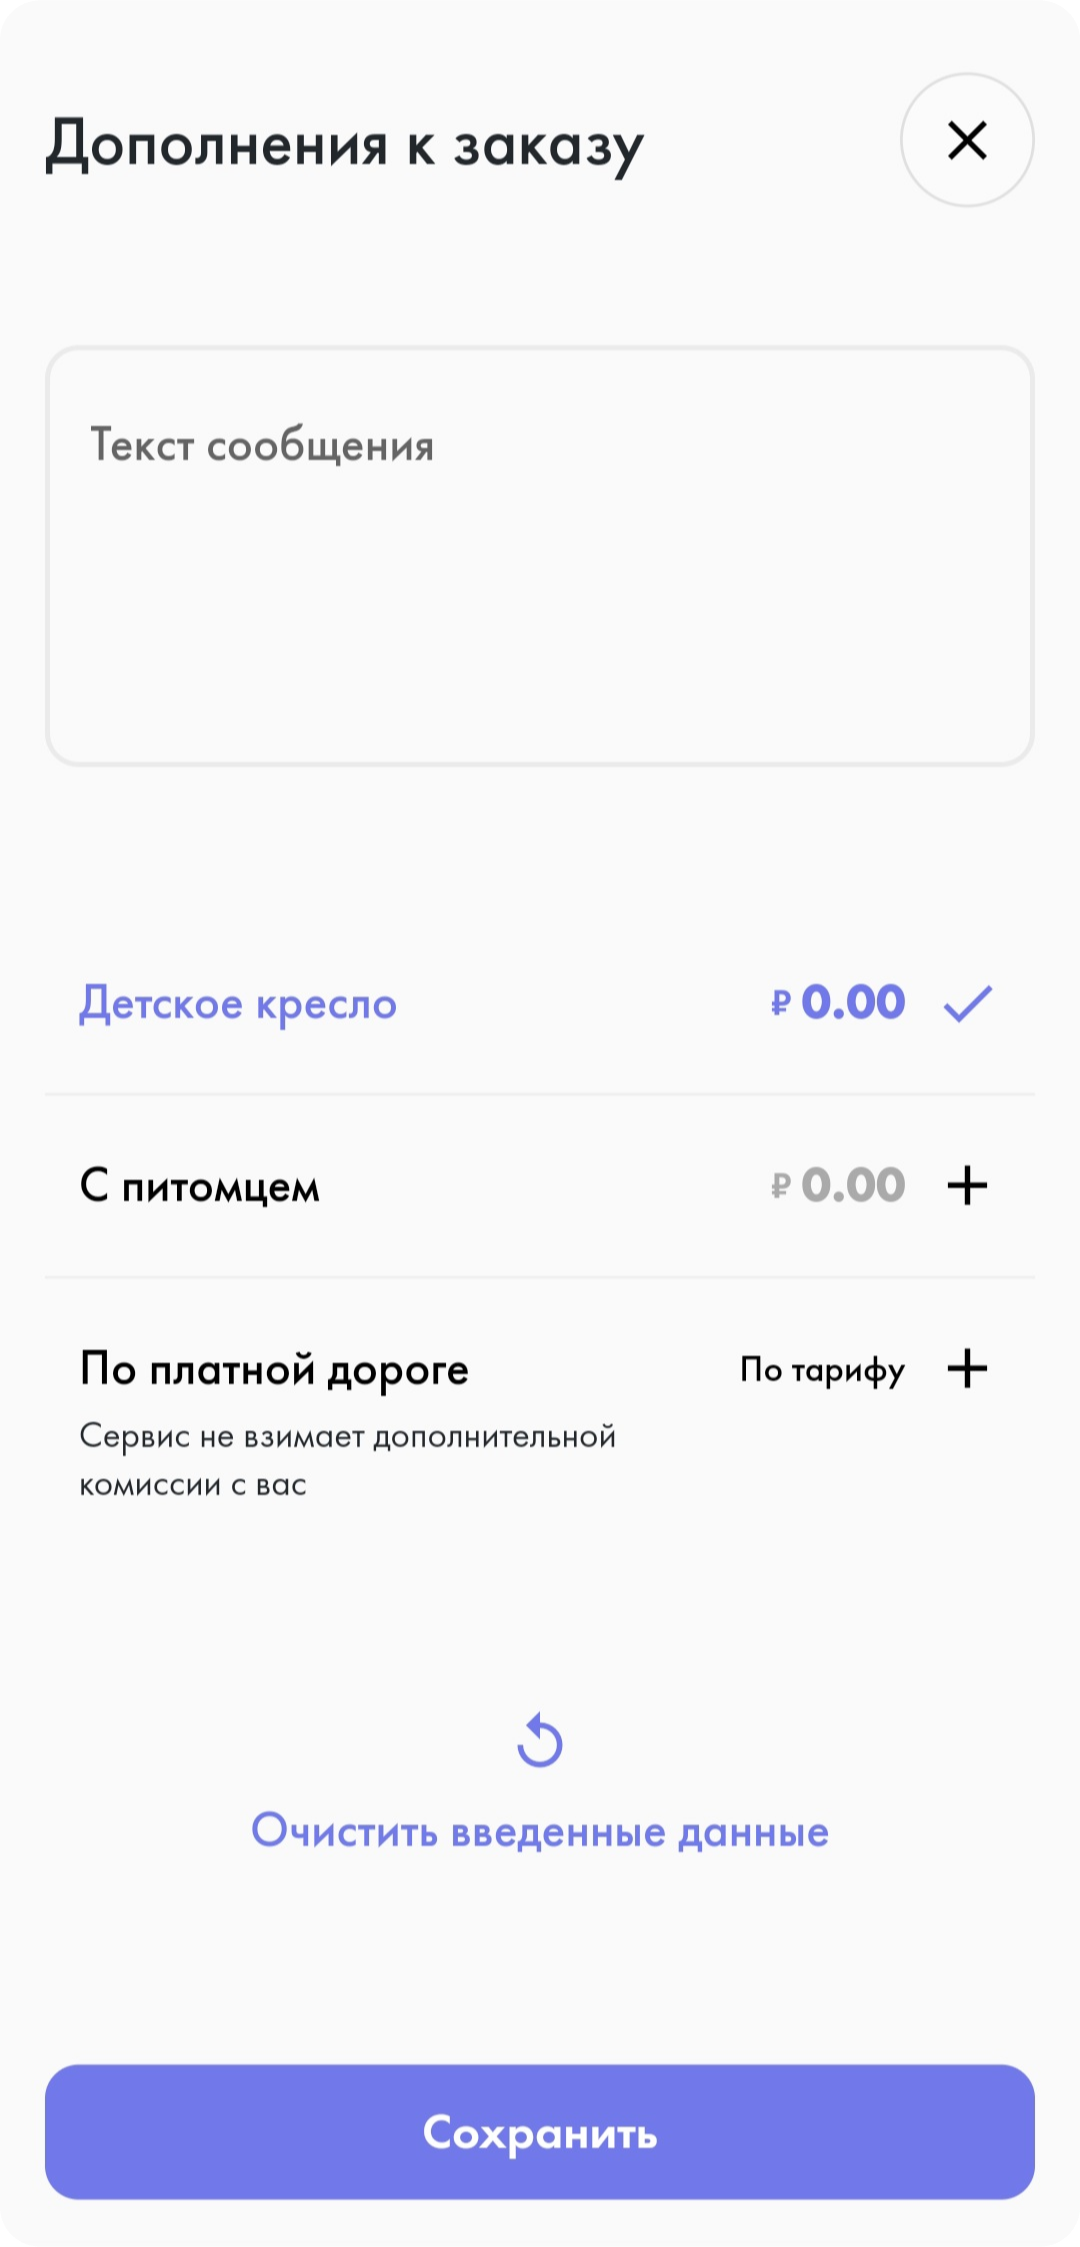 Дополнения к заказу
Текст сообщения
Детское кресло ₽ 0.00
С питомцем ₽ 0.00
По платной дороге По тарифу
Сервис не взимает дополнительной
комиссии с вас
Очистить введенные данные
Сохранить